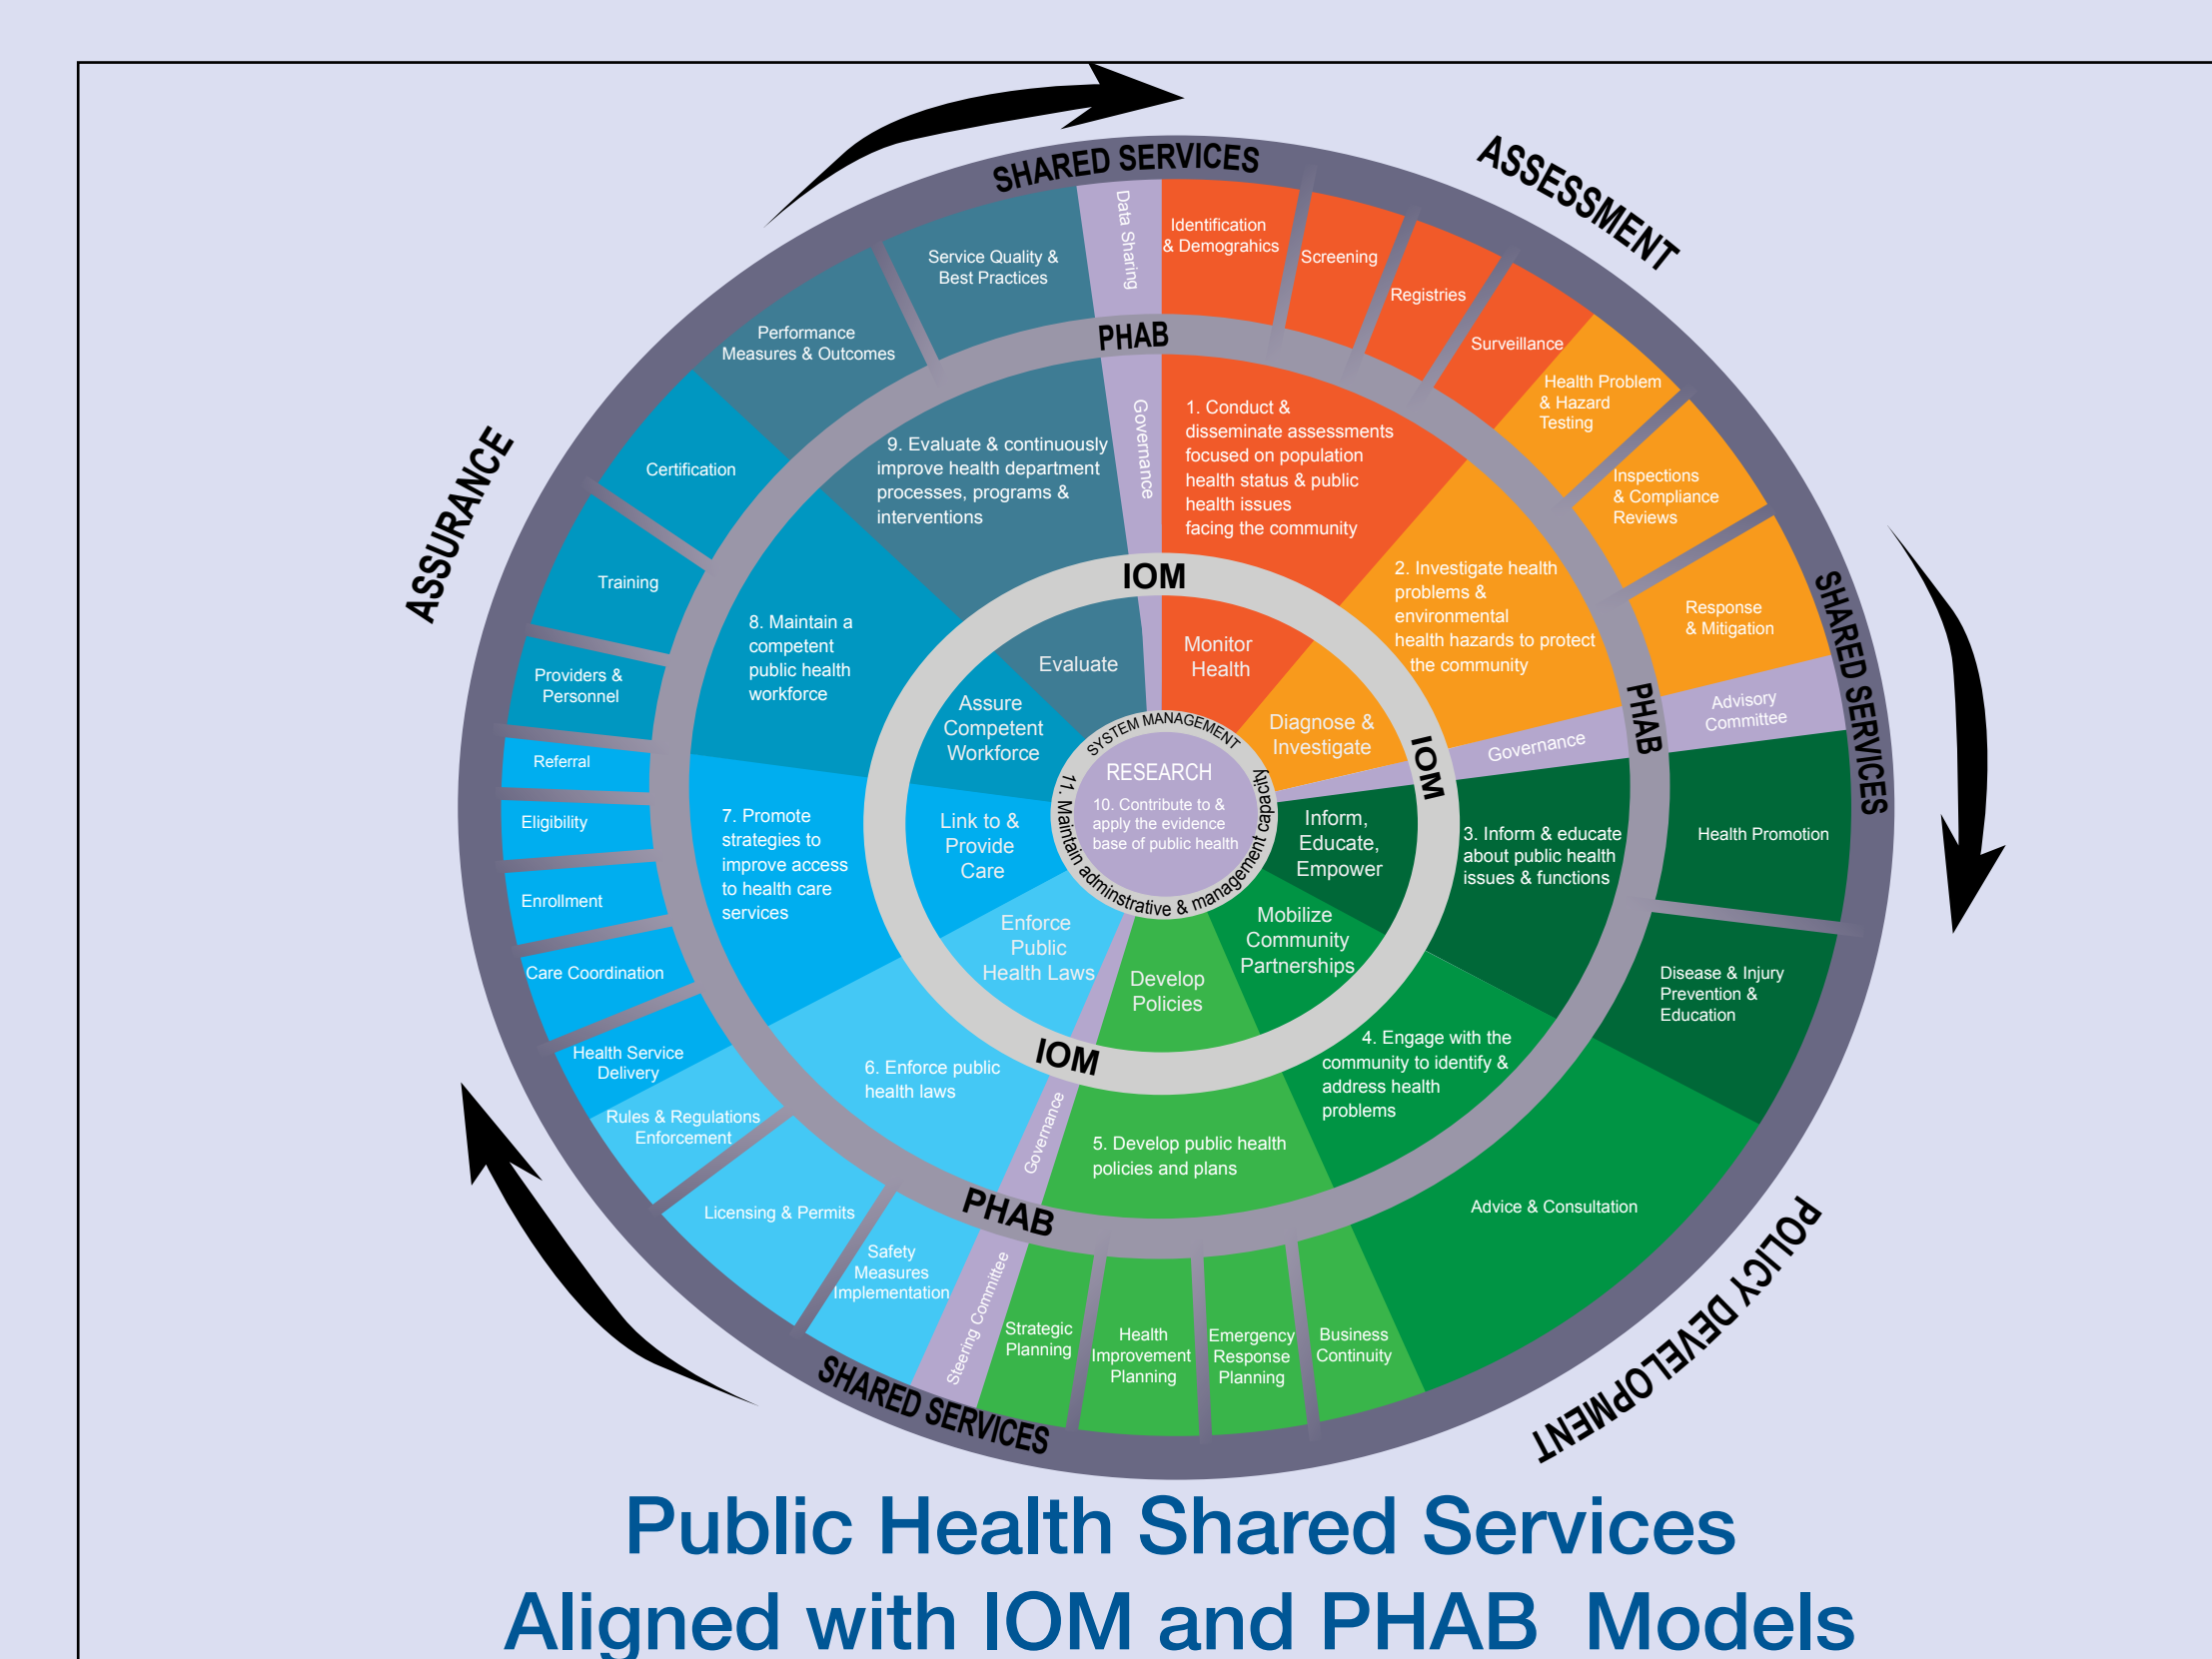 SHARED SERVICES
ASSESSMENT
Data Sharing
Identification
& Demograhics
Screening
Registries
Surveillance
Health Problem
& Hazard
Testing
Inspections
& Compliance
Reviews
Response
& Mitigation
SHARED SERVICES
Advisory
Committee
Health Promotion
Disease & Injury
Prevention &
Education
Advice & Consultation
POLICY DEVELOPMENT
Business
Continuity
Emergency
Response
Planning
Health
Improvement
Planning
Strategic
Planning
Steering Committee
SHARED SERVICES
Safety
Measures
Implementation
Licensing & Permits
Rules & Regulations
Enforcement
Health Service
Delivery
Care Coordination
Enrollment
Eligibility
Referral
Providers &
Personnel
Training
Certification
ASSURANCE
Performance
Measures & Outcomes
Service Quality &
Best Practices
PHAB
Governance
1. Conduct &
disseminate assessments
focused on population
health status & public
health issues
facing the community
2. Investigate health
problems &
environmental
health hazards to protect
the community
PHAB
Governance
3. Inform & educate
about public health
issues & functions
4. Engage with the
community to identify &
address health
problems
5. Develop public health
policies and plans
Governance
PHAB
6. Enforce public
health laws
7. Promote
strategies to
improve access
to health care
services
8. Maintain a
competent
public health
workforce
9. Evaluate & continuously
improve health department
processes, programs &
interventions
IOM
Monitor
Health
Diagnose &
Investigate
IOM
Inform,
Educate,
Empower
Mobilize
Community
Partnerships
Develop
Policies
IOM
Enforce
Public
Health Laws
Link to &
Provide
Care
Assure
Competent
Workforce
Evaluate
SYSTEM MANAGEMENT
11. Maintain adminstrative & management capacity
RESEARCH
10. Contribute to &
apply the evidence
base of public health
Public Health Shared Services
Aligned with IOM and PHAB Models